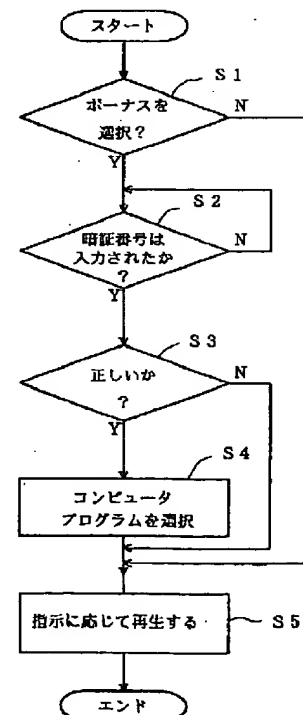 スタート
S1
ボーナスを
選択?
N
Y
S2
暗証番号は
入力されたか
?
N
Y
S3
正しいか
?
N
Y
S4
コンピュータ
プログラムを選択
指示に応じて再生する
S5
エンド